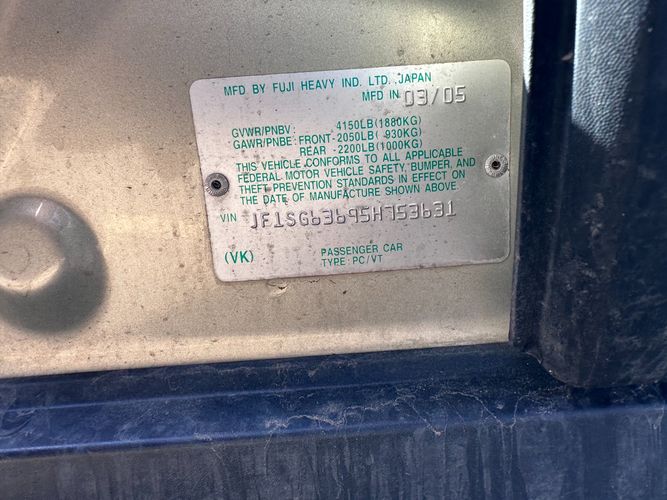 MFD BY FUJI HEAVY IND. LTD. JAPAN
MFD IN 03/05
GVWR/PNBV : 4150LB(1880KG)
GAWR/PNBE: FRONT-2050LB( 930KG)
REAR -2200LB(1000KG)
THIS VEHICLE CONFORMS TO ALL APPLICABLE
FEDERAL MOTOR VEHICLE SAFETY, BUMPER, AND
THEFT PREVENTION STANDARDS IN EFFECT ON
THE DATE OF MANUFACTURE SHOWN ABOVE.
VIN JF1SG63695H753631
(VK) PASSENGER CAR
TYPE: PC/VT